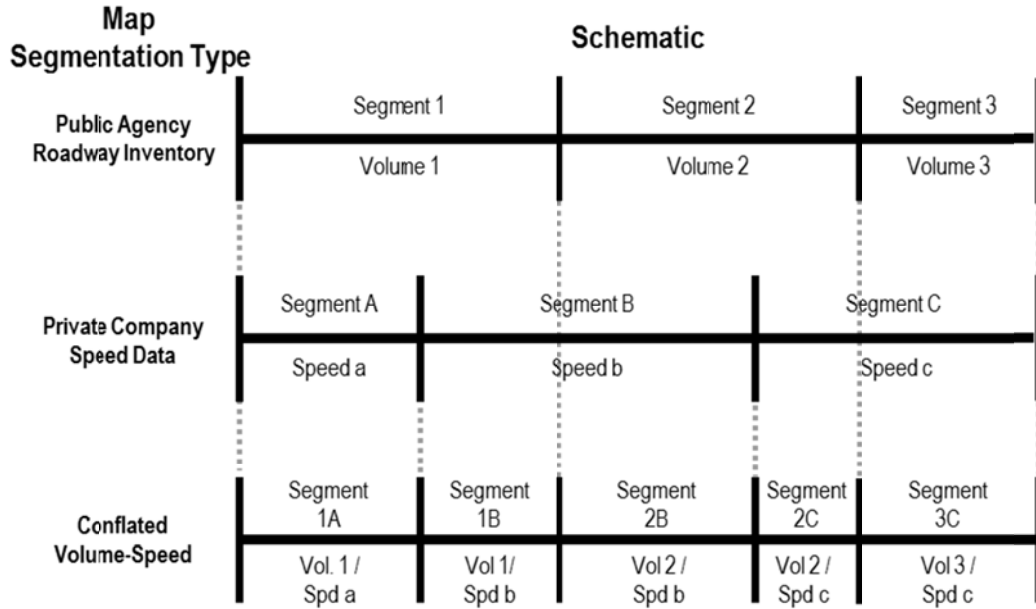 Map
Segmentation Type
Schematic
Public Agency
Roadway Inventory
Segment 1
Segment 2
Segment 3
Volume 1
Volume 2
Volume 3
Private Company
Speed Data
Segment A
Segment B
Segment C
Speed a
Speed b
Speed c
Conflated
Volume-Speed
Segment
1A
Segment
1B
Segment
2B
Segment
2C
Segment
3C
Vol. 1 /
Spd a
Vol 1/
Spd b
Vol 2 /
Spd b
Vol 2 /
Spd c
Vol 3 /
Spd c